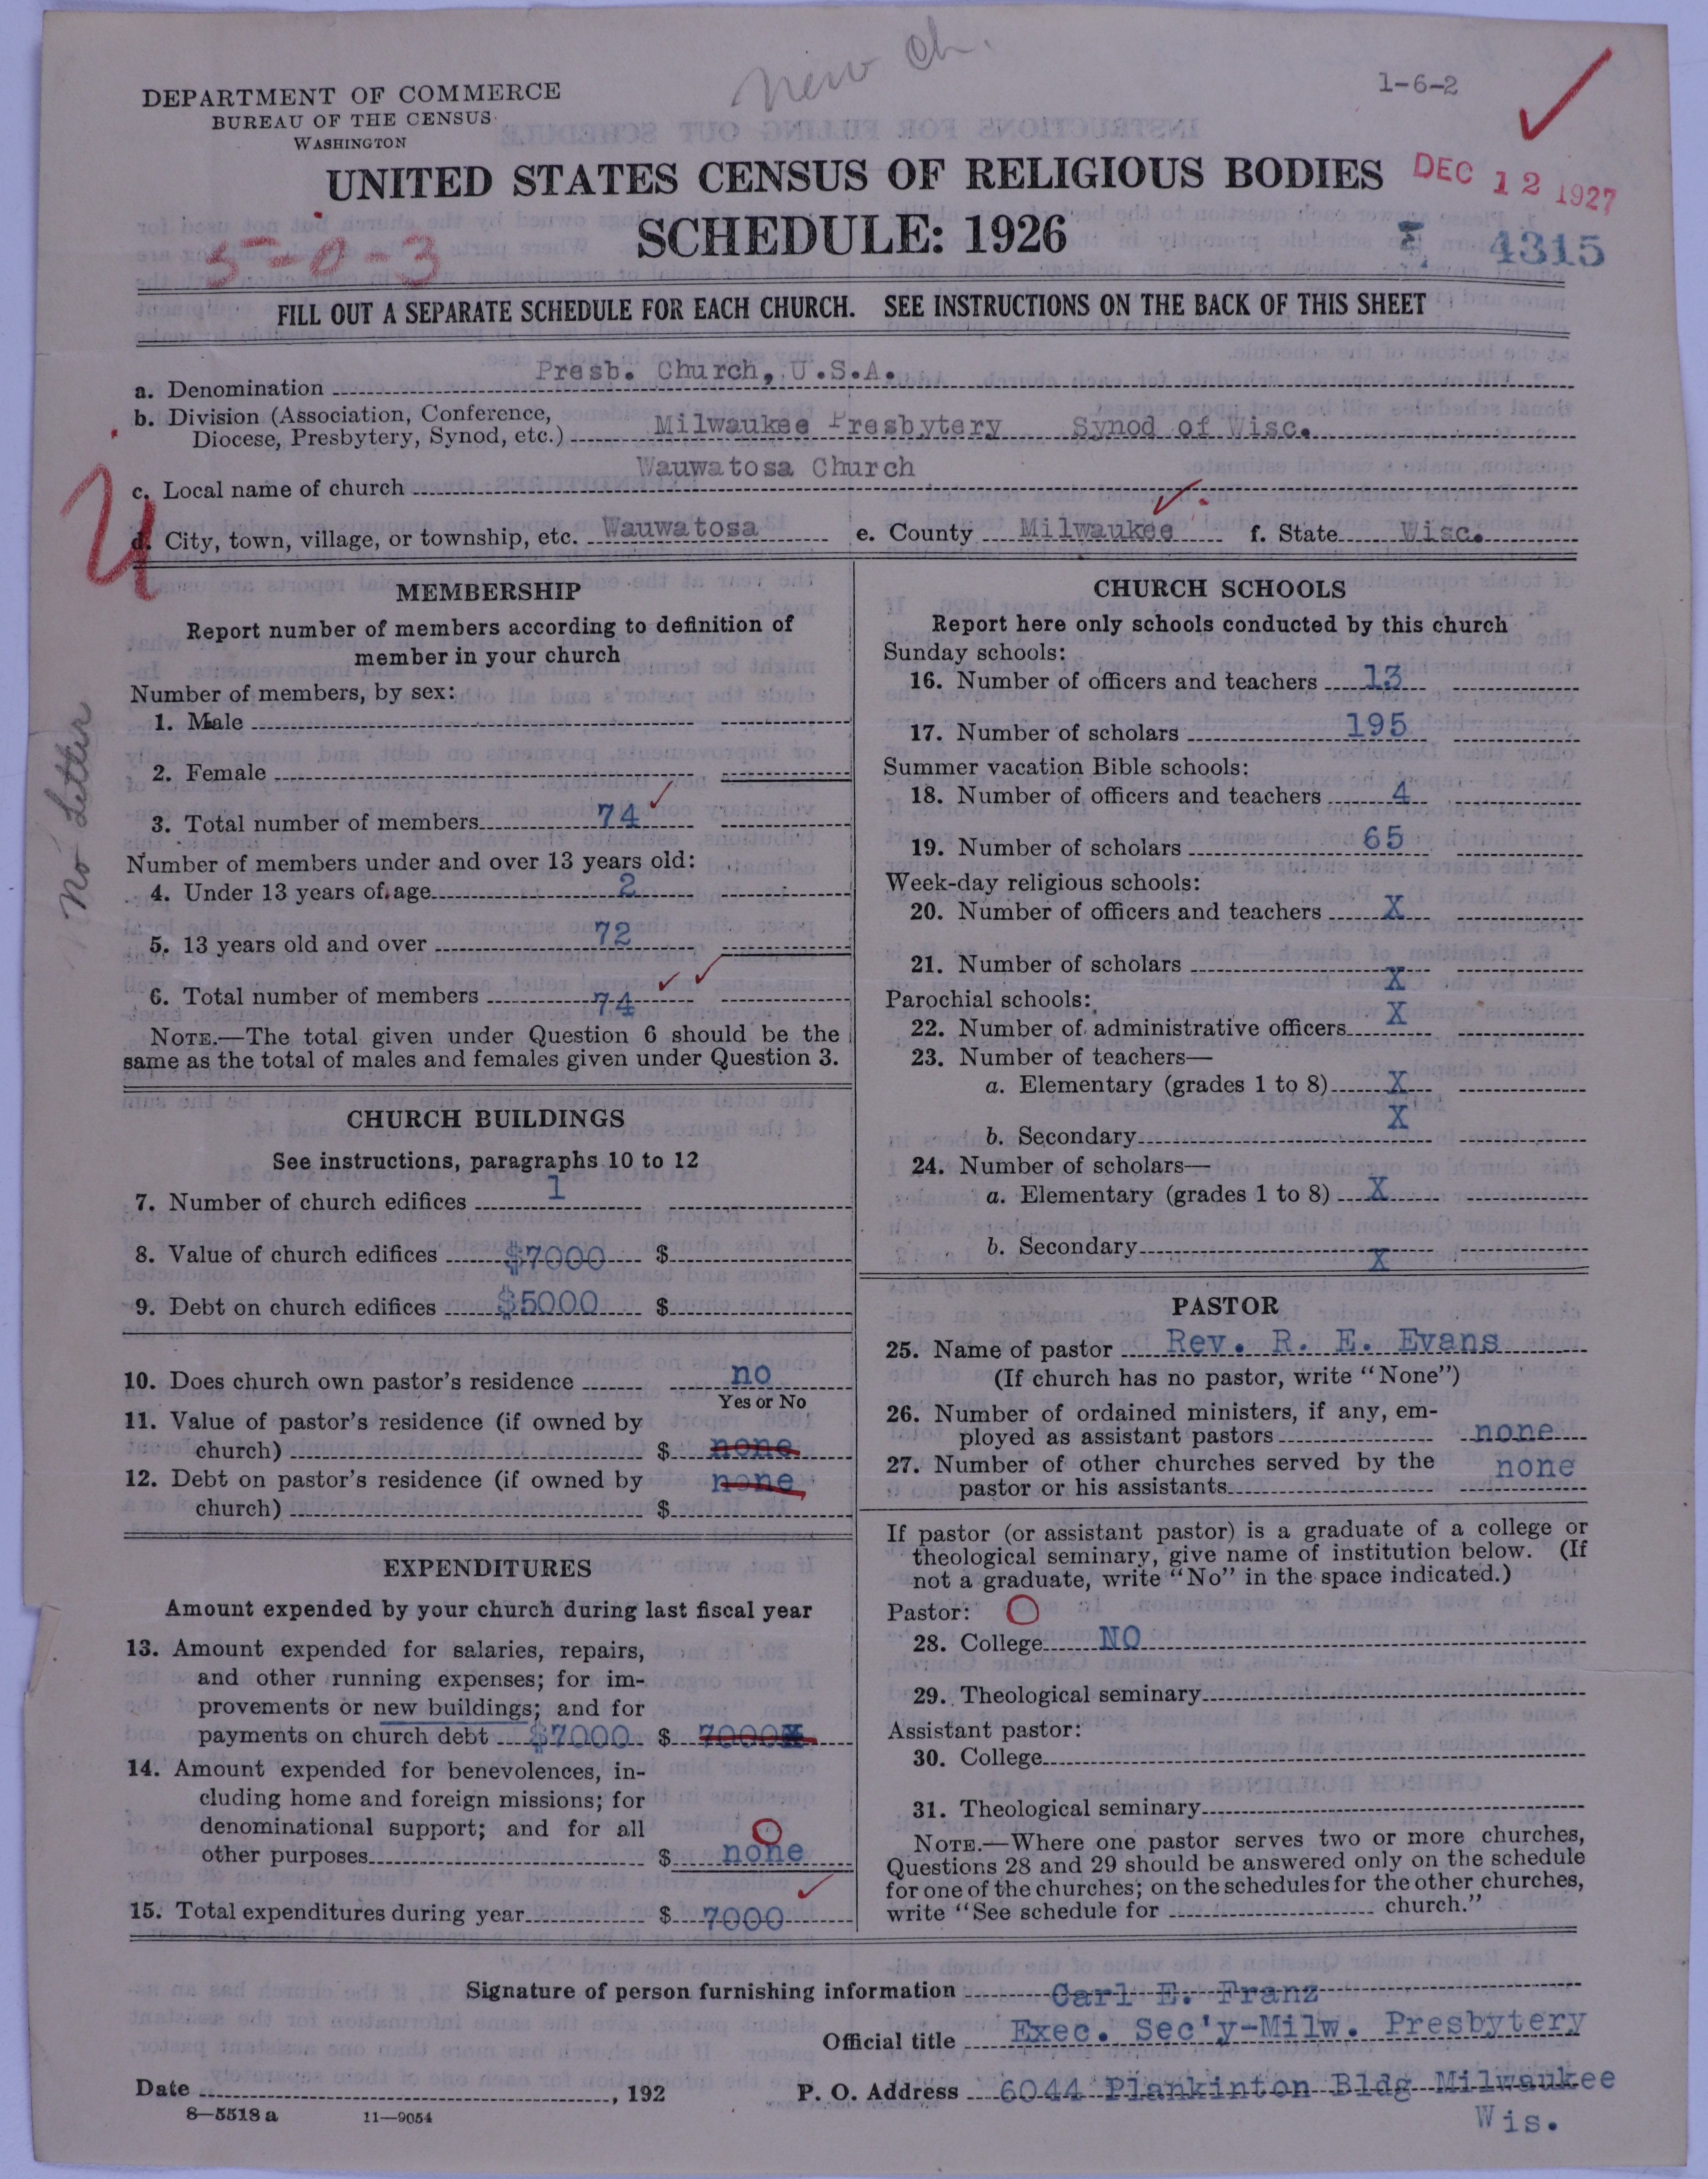 new ch.
1-6-2
DEPARTMENT OF COMMERCE
BUREAU OF THE CENSUS
WASHINGTON
UNITED STATES CENSUS OF RELIGIOUS BODIES
DEC 12 1927
SCHEDULE: 1926
5-0-3
4315
FILL OUT A SEPARATE SCHEDULE FOR EACH CHURCH. SEE INSTRUCTIONS ON THE BACK OF THIS SHEET
a. Denomination Presb. Church, U.S.A.
b. Division (Association, Conference,
Diocese, Presbytery, Synod, etc.) Milwaukee Presbytery Synod of Wisc.
c. Local name of church Wauwatosa Church
d. City, town, village, or township, etc. Wauwatosa e. County Milwaukee f. State Wisc.
No Letter
MEMBERSHIP
Report number of members according to definition of
member in your church
Number of members, by sex:
1. Male
2. Female
3. Total number of members 74
Number of members under and over 13 years old:
4. Under 13 years of age 2
5. 13 years old and over 72
6. Total number of members 74
NOTE.—The total given under Question 6 should be the
same as the total of males and females given under Question 3.
CHURCH BUILDINGS
See instructions, paragraphs 10 to 12
7. Number of church edifices 1
8. Value of church edifices $7000 $
9. Debt on church edifices $5000 $
10. Does church own pastor's residence no
Yes or No
11. Value of pastor's residence (if owned by
church) $ none
12. Debt on pastor's residence (if owned by none
church) $
EXPENDITURES
Amount expended by your church during last fiscal year
13. Amount expended for salaries, repairs,
and other running expenses; for im-
provements or new buildings; and for
payments on church debt $7000 $ 7000
14. Amount expended for benevolences, in-
cluding home and foreign missions; for
denominational support; and for all
other purposes $ none
15. Total expenditures during year $ 7000
CHURCH SCHOOLS
Report here only schools conducted by this church
Sunday schools:
16. Number of officers and teachers 13
17. Number of scholars 195
Summer vacation Bible schools:
18. Number of officers and teachers 4
19. Number of scholars 65
Week-day religious schools:
20. Number of officers and teachers X
21. Number of scholars X
Parochial schools:
22. Number of administrative officers X
23. Number of teachers—
a. Elementary (grades 1 to 8) X
b. Secondary X
24. Number of scholars—
a. Elementary (grades 1 to 8) X
b. Secondary X
PASTOR
25. Name of pastor Rev. R. E. Evans
(If church has no pastor, write "None")
26. Number of ordained ministers, if any, em-
ployed as assistant pastors none
27. Number of other churches served by the none
pastor or his assistants
If pastor (or assistant pastor) is a graduate of a college or
theological seminary, give name of institution below. (If
not a graduate, write "No" in the space indicated.)
Pastor: O
28. College NO
29. Theological seminary
Assistant pastor:
30. College
31. Theological seminary
NOTE.—Where one pastor serves two or more churches,
Questions 28 and 29 should be answered only on the schedule
for one of the churches; on the schedules for the other churches,
write "See schedule for church."
Signature of person furnishing information Carl E. Franz
Official title Exec. Sec'y-Milw. Presbytery
Date , 192 P. O. Address 6044 Plankinton Bldg Milwaukee
8—5518a 11—9054 Wis.